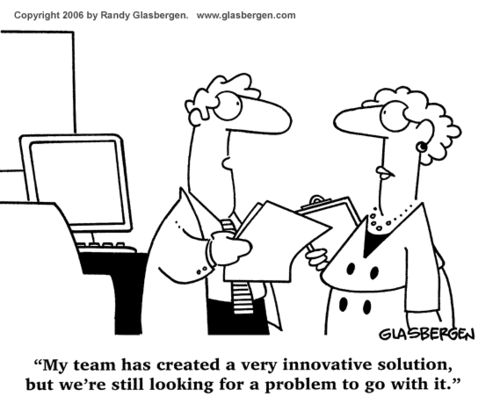 Copyright 2006 by Randy Glasbergen. www.glasbergen.com
GLASBERGEN
“My team has created a very innovative solution,
but we’re still looking for a problem to go with it.”